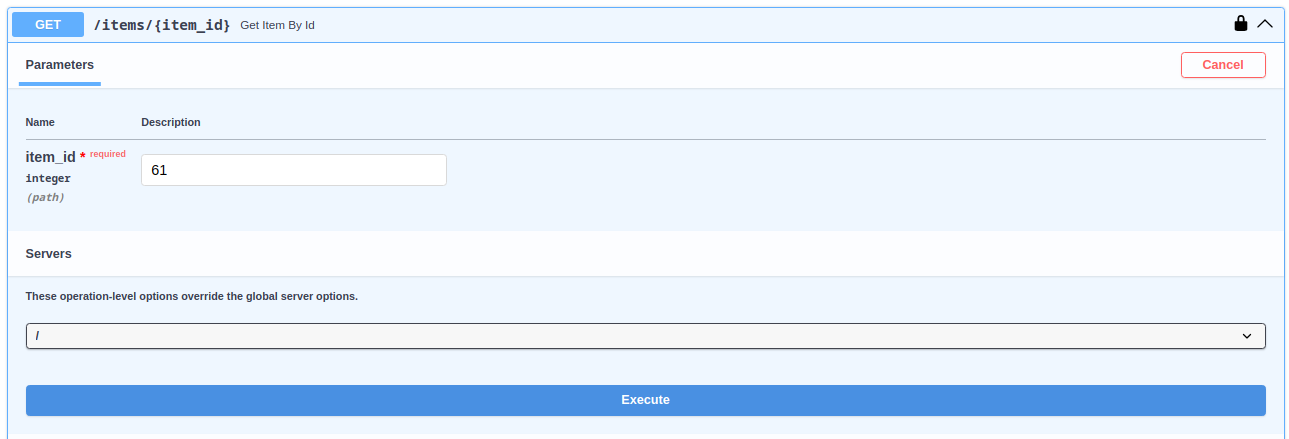 GET /items/{item_id} Get Item By Id
Parameters
Cancel
Name Description
item_id * required
integer
(path)
61
Servers
These operation-level options override the global server options.
/
Execute